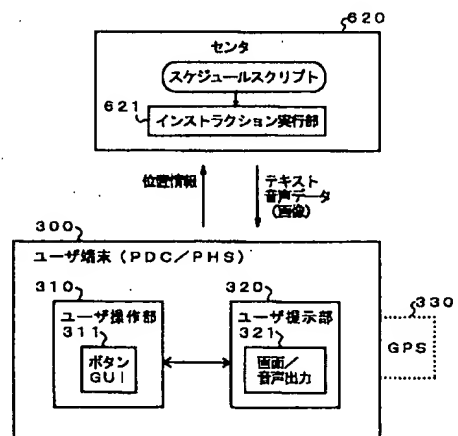 620
センタ
スケジュールスクリプト
621
インストラクション実行部
位置情報
テキスト
音声データ
(画像)
300
ユーザ端末(PDC/PHS)
310
ユーザ操作部
311
ボタン
GUI
320
ユーザ提示部
321
画面/
音声出力
330
GPS